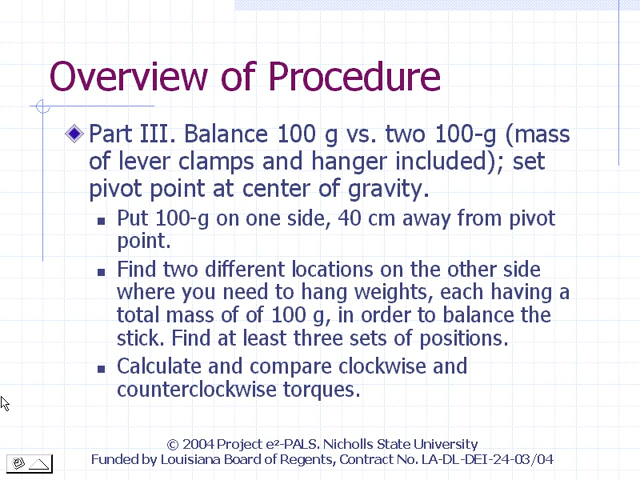 Overview of Procedure
Part III. Balance 100 g vs. two 100-g (mass
of lever clamps and hanger included); set
pivot point at center of gravity.
Put 100-g on one side, 40 cm away from pivot
point.
Find two different locations on the other side
where you need to hang weights, each having a
total mass of of 100 g, in order to balance the
stick. Find at least three sets of positions.
Calculate and compare clockwise and
counterclockwise torques.
© 2004 Project e²-PALS. Nicholls State University
Funded by Louisiana Board of Regents, Contract No. LA-DL-DEI-24-03/04